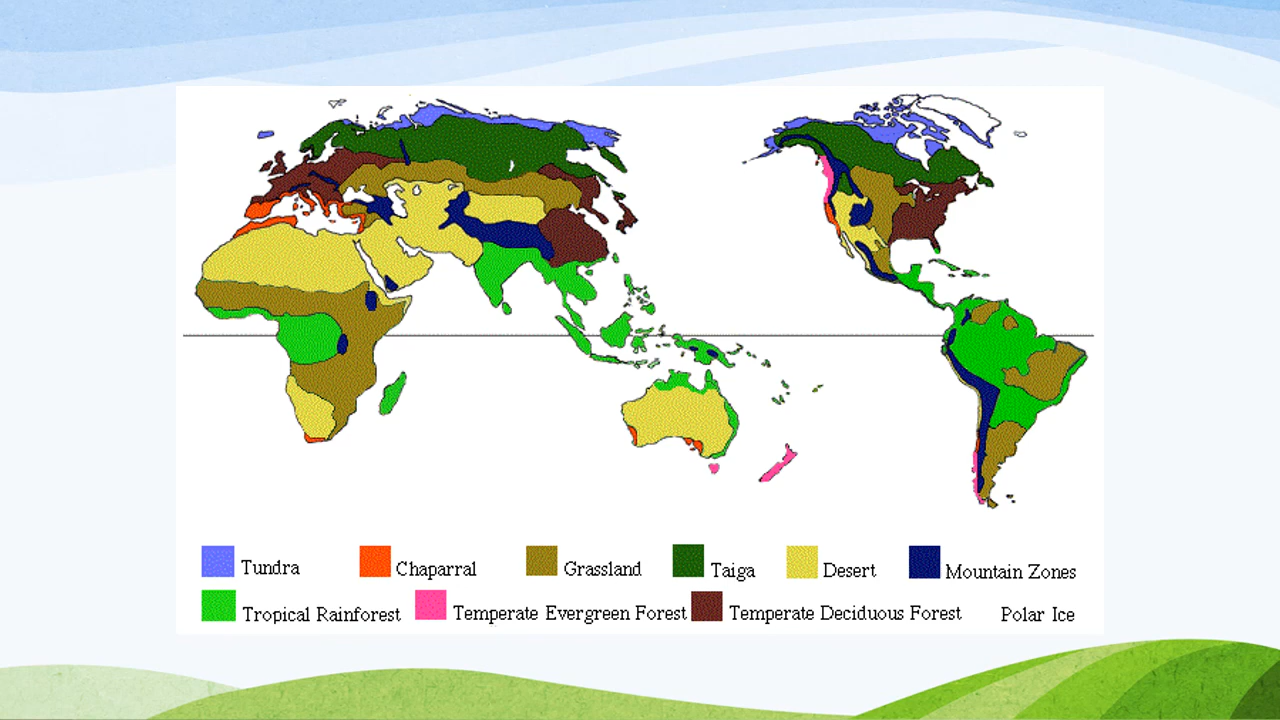 Tundra Chaparral Grassland Taiga Desert Mountain Zones
Tropical Rainforest Temperate Evergreen Forest Temperate Deciduous Forest Polar Ice